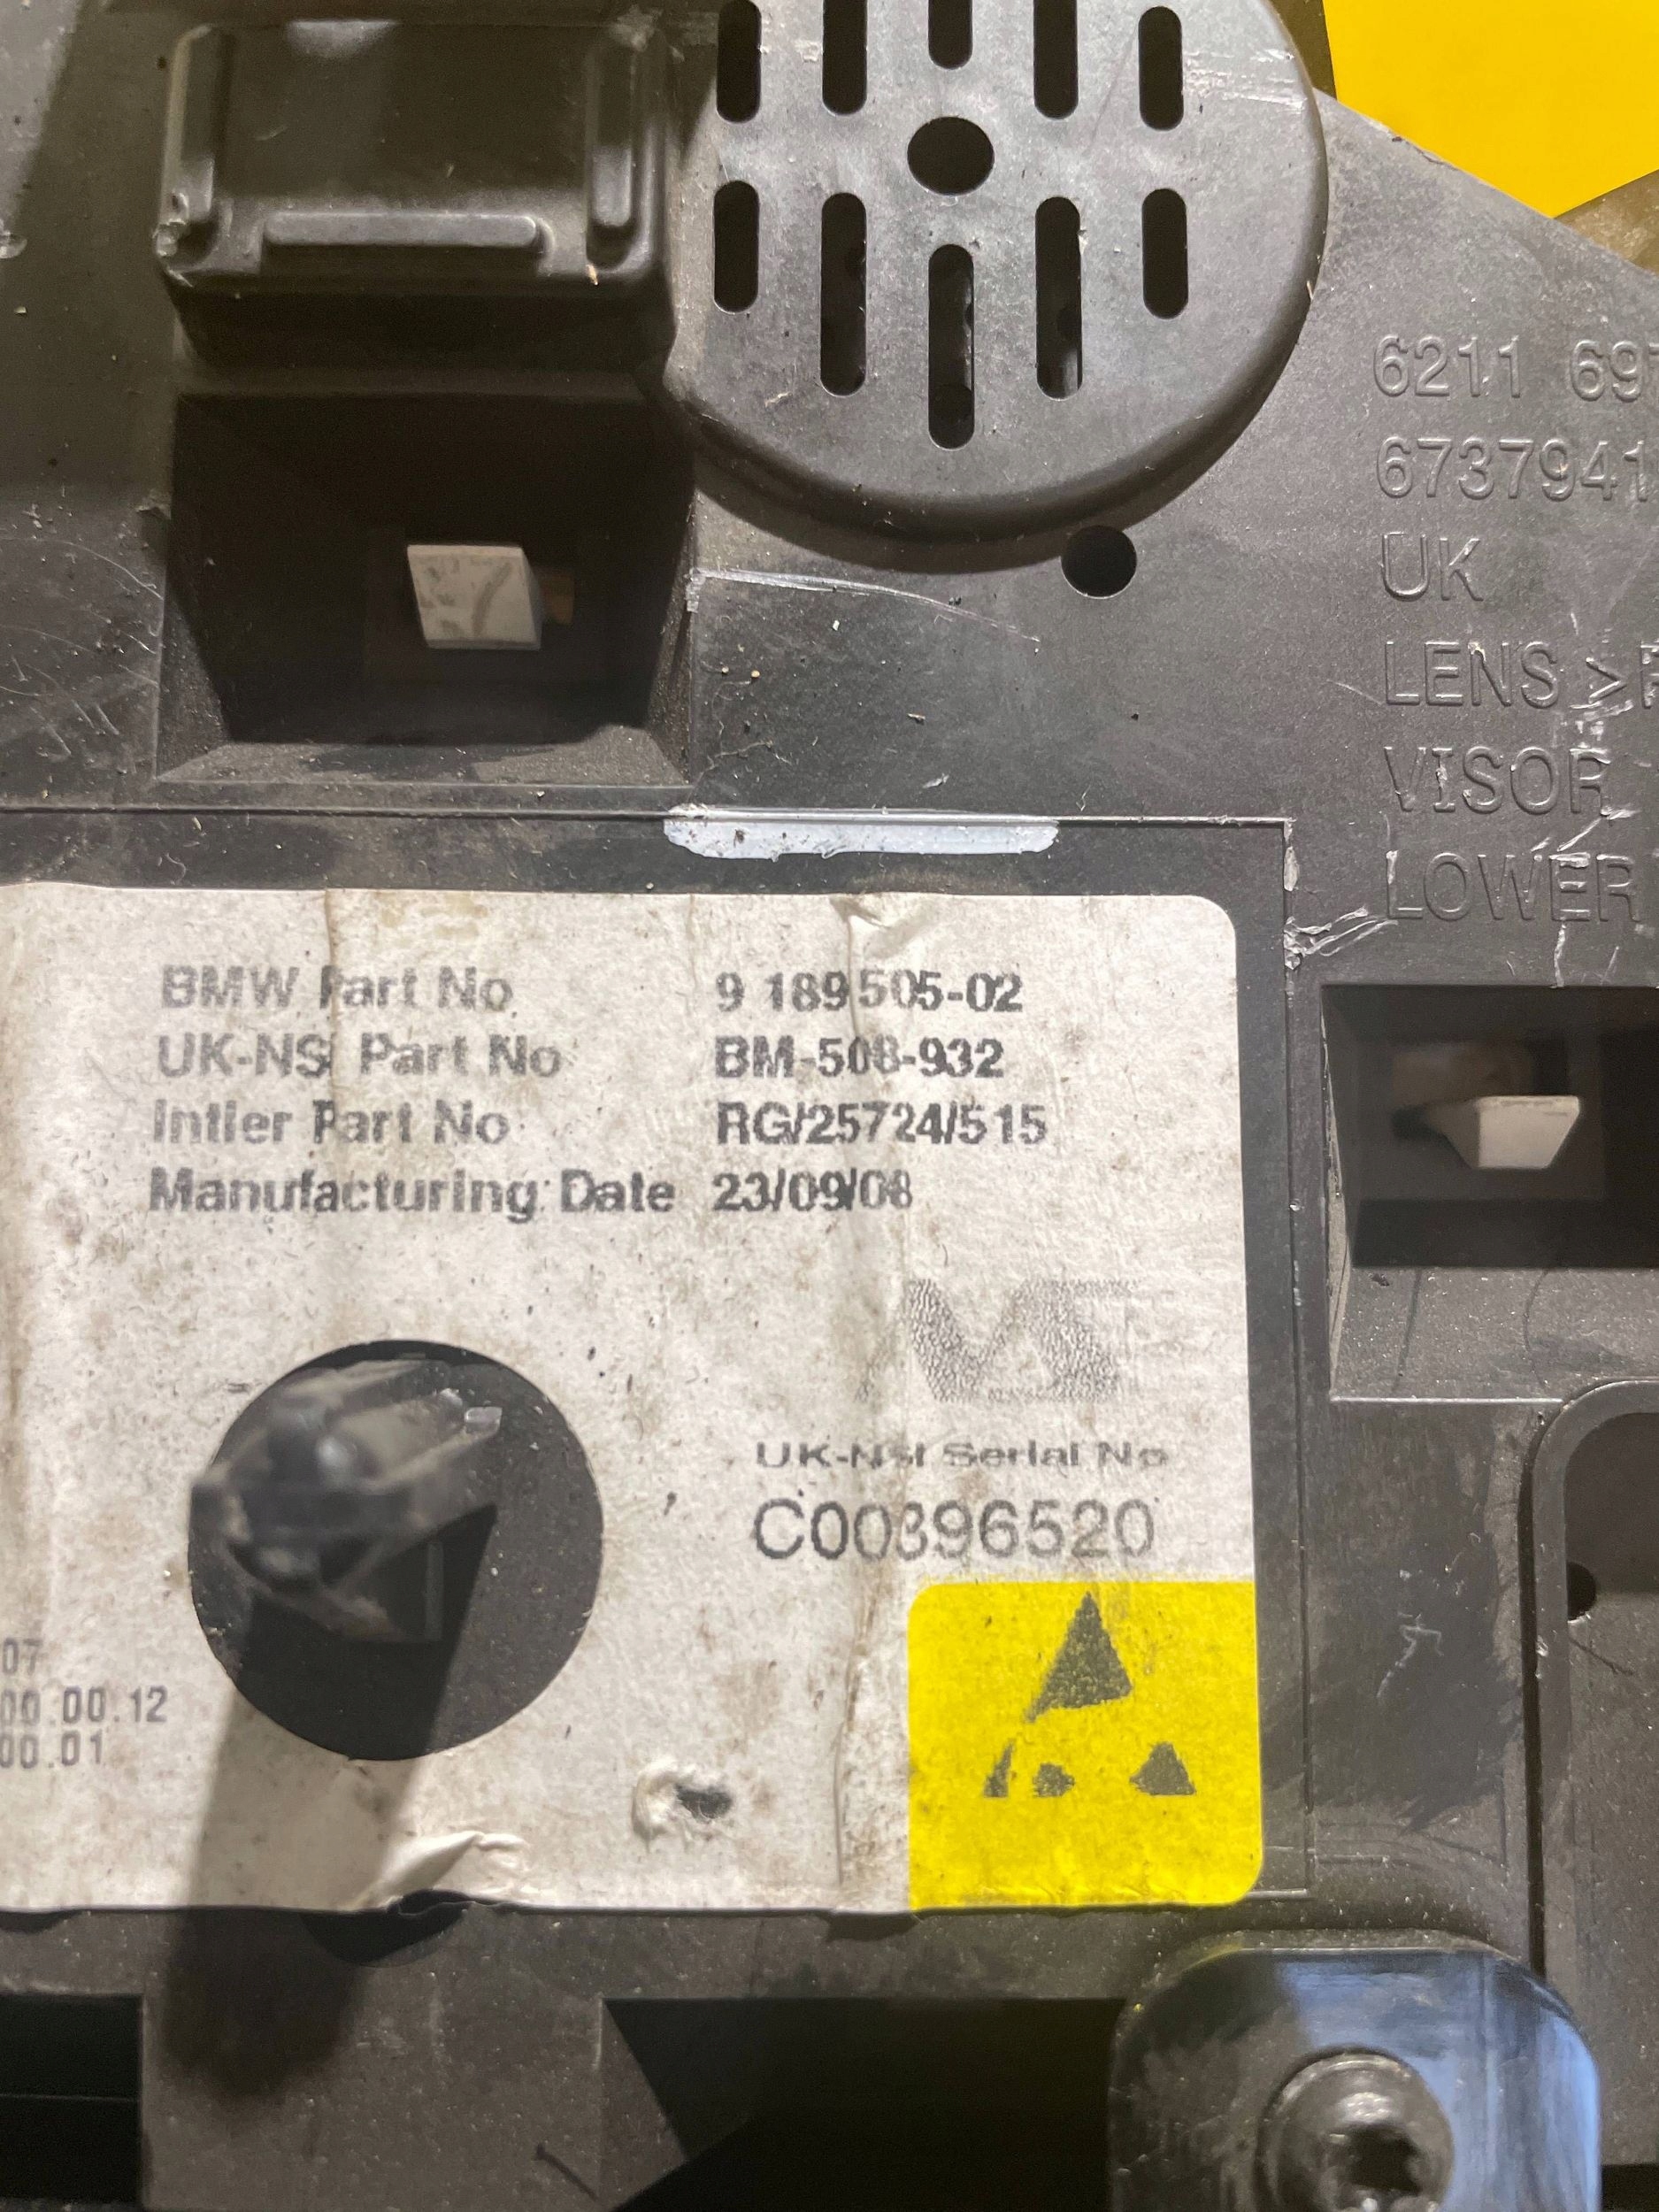 6211 69
6737941
UK
LENS >
VISOR
LOWER
BMW Part No 9 189505-02
UK-NSI Part No BM-508-932
Intier Part No RG/25724/515
Manufacturing Date 23/09/08
UK-NSI Serial No
C00396520
07
00.00.12
00.01